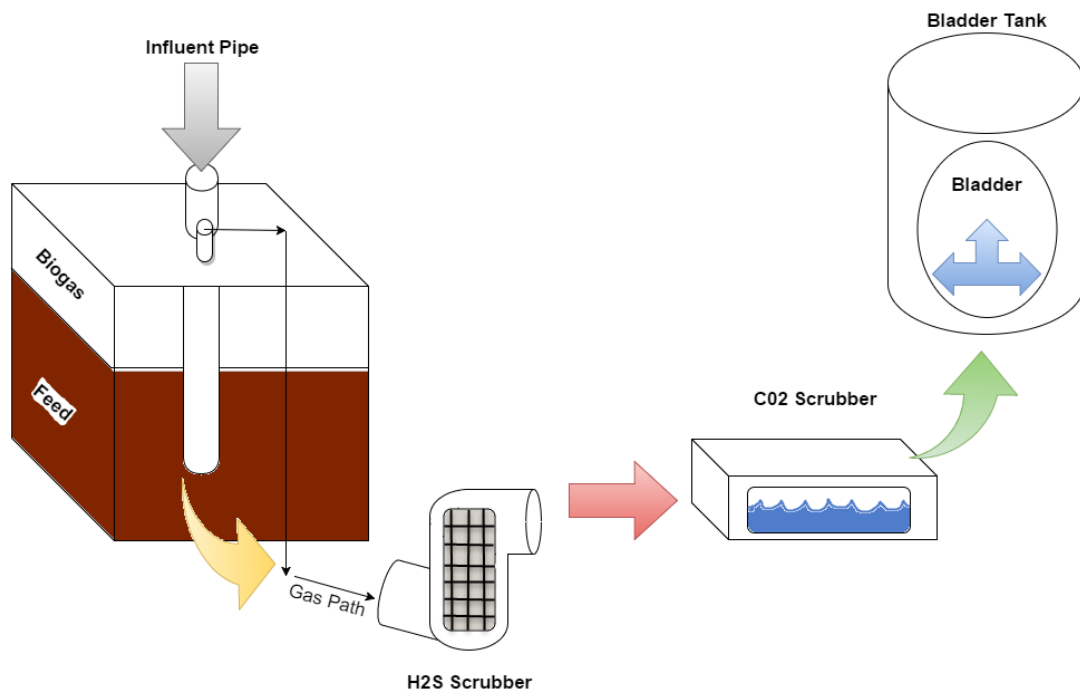 Bladder Tank
Influent Pipe
Bladder
Biogas
Feed
C02 Scrubber
Gas Path
H2S Scrubber